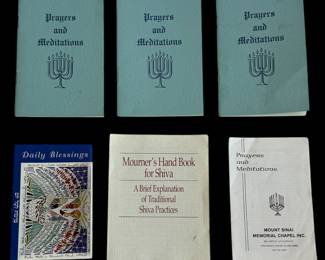 Prayers
and
Meditations
Prayers
and
Meditations
Prayers
and
Meditations
Daily Blessings
Mourner's Hand Book
for Shiva
A Brief Explanation
of Traditional
Shiva Practices
Prayers
and
Meditations
MOUNT SINAI
MEMORIAL CHAPEL INC.